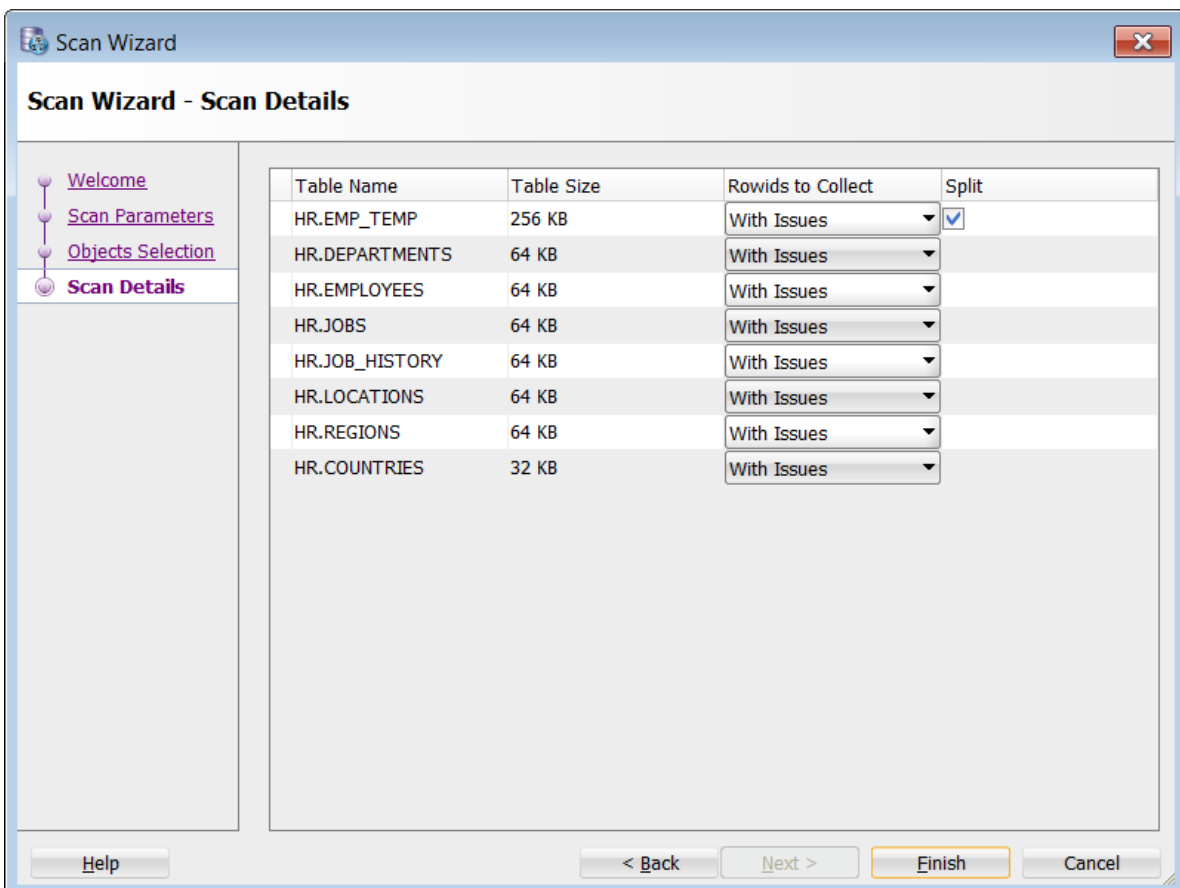 Scan Wizard
Scan Wizard - Scan Details
Welcome
Scan Parameters
Objects Selection
Scan Details
Table Name Table Size Rowids to Collect Split
HR.EMP_TEMP 256 KB With Issues
HR.DEPARTMENTS 64 KB With Issues
HR.EMPLOYEES 64 KB With Issues
HR.JOBS 64 KB With Issues
HR.JOB_HISTORY 64 KB With Issues
HR.LOCATIONS 64 KB With Issues
HR.REGIONS 64 KB With Issues
HR.COUNTRIES 32 KB With Issues
Help < Back Next > Finish Cancel